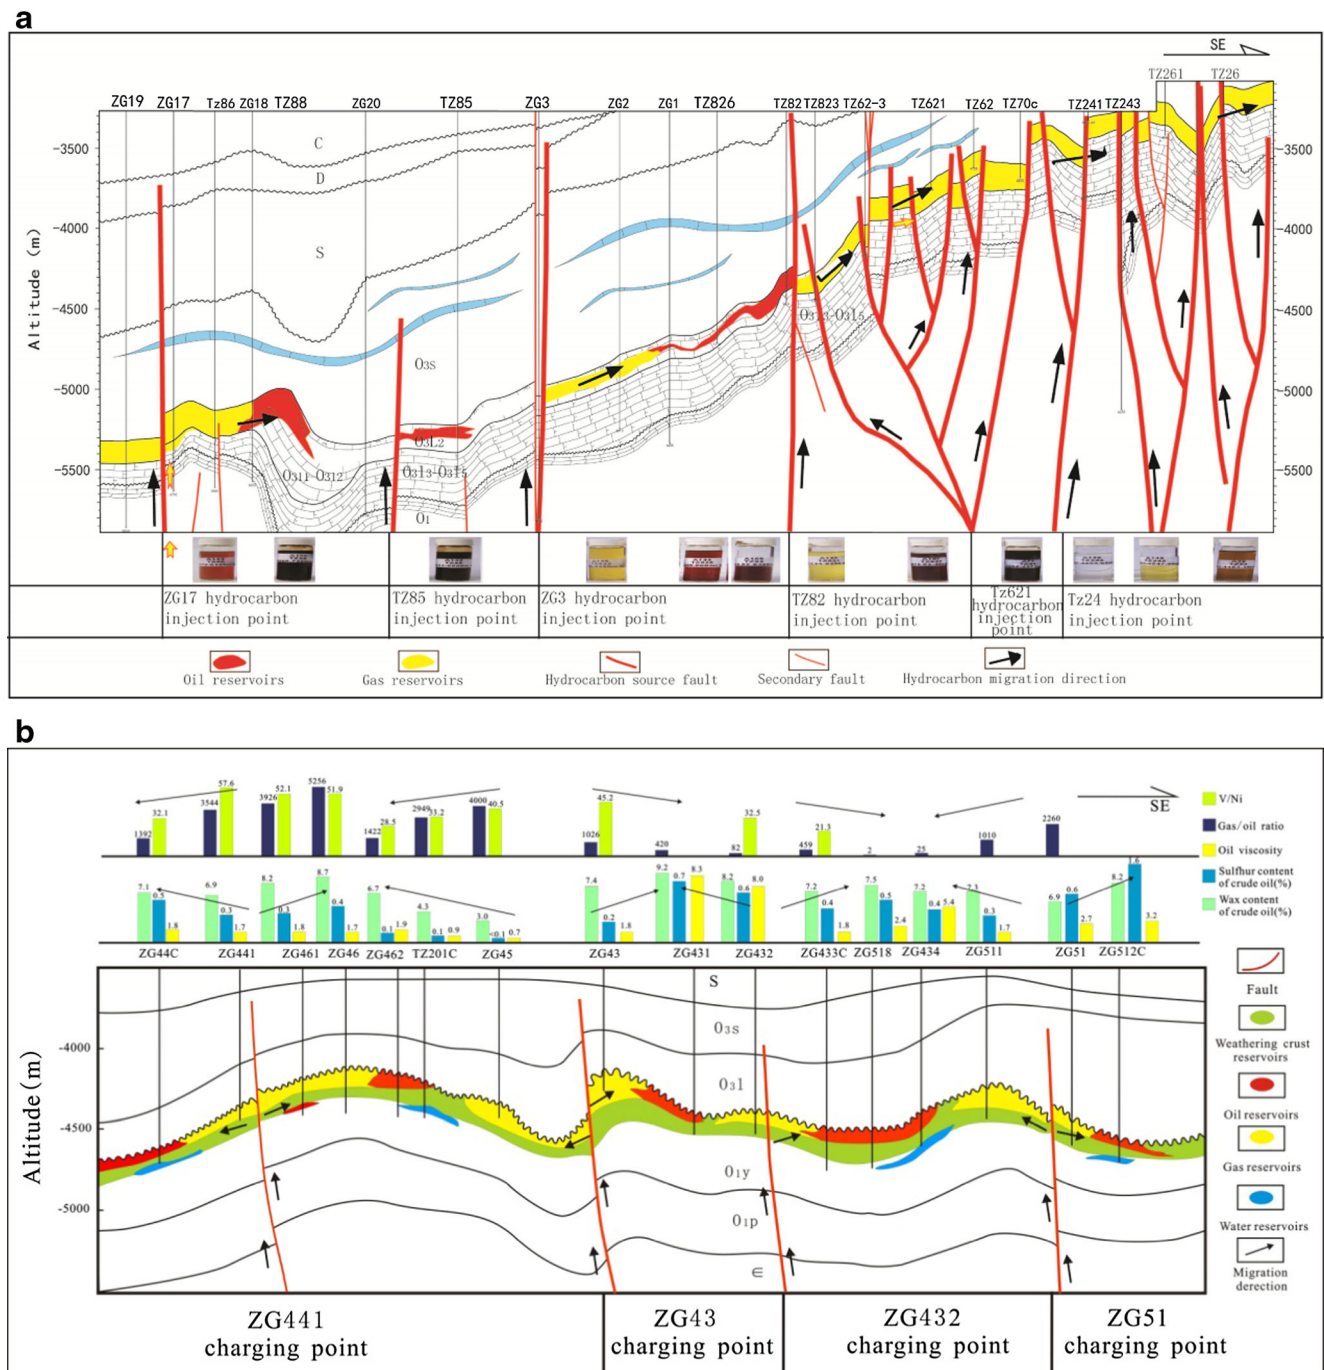 a
SE
TZ261 TZ26
ZG19 ZG17 Tz86 ZG18 TZ88 ZG20 TZ85 ZG3 ZG2 ZG1 TZ826 TZ82 TZ823 TZ62-3 TZ621 TZ62 TZ70c TZ241 TZ243
Altitude (m)
-3500 -3500
-4000 -4000
-4500 -4500
-5000 -5000
-5500 -5500
C
D
S
O3S
O3L2
O3l1-O3l2
O3l3-O3l5
O3l3-O3l5
O1
ZG17 hydrocarbon
injection point
TZ85 hydrocarbon
injection point
ZG3 hydrocarbon
injection point
TZ82 hydrocarbon
injection point
Tz621
hydrocarbon
injection
point
Tz24 hydrocarbon
injection point
Oil reservoirs
Gas reservoirs
Hydrocarbon source fault
Secondary fault
Hydrocarbon migration direction
b
SE
1392 32.1 3544 57.6 3926 52.1 5256 51.9 1422 28.5 2949 33.2 4000 40.5 1026 45.2 420 82 32.5 459 21.3 2 25 1010 2260
7.1 0.5 1.8 6.9 0.3 1.7 8.2 0.3 1.8 8.7 0.4 1.7 6.7 0.1 1.9 4.3 0.1 0.9 3.0 <0.1 0.7 7.4 0.2 1.8 9.2 0.7 8.3 8.2 0.6 8.0 7.2 0.4 1.8 7.5 0.5 2.4 7.2 0.4 5.4 7.3 0.3 1.7 6.9 0.6 2.7 8.2 1.6 3.2
ZG44C ZG441 ZG461 ZG46 ZG462 TZ201C ZG45 ZG43 ZG431 ZG432 ZG433C ZG518 ZG434 ZG511 ZG51 ZG512C
V/Ni
Gas/oil ratio
Oil viscosity
Sulfhur content
of crude oil(%)
Wax content
of crude oil(%)
Altitude(m)
-4000
-4500
-5000
S
O3s
O3l
O1y
O1p
∈
Fault
Weathering crust
reservoirs
Oil reservoirs
Gas reservoirs
Water reservoirs
Migration
derection
ZG441
charging point
ZG43
charging point
ZG432
charging point
ZG51
charging point